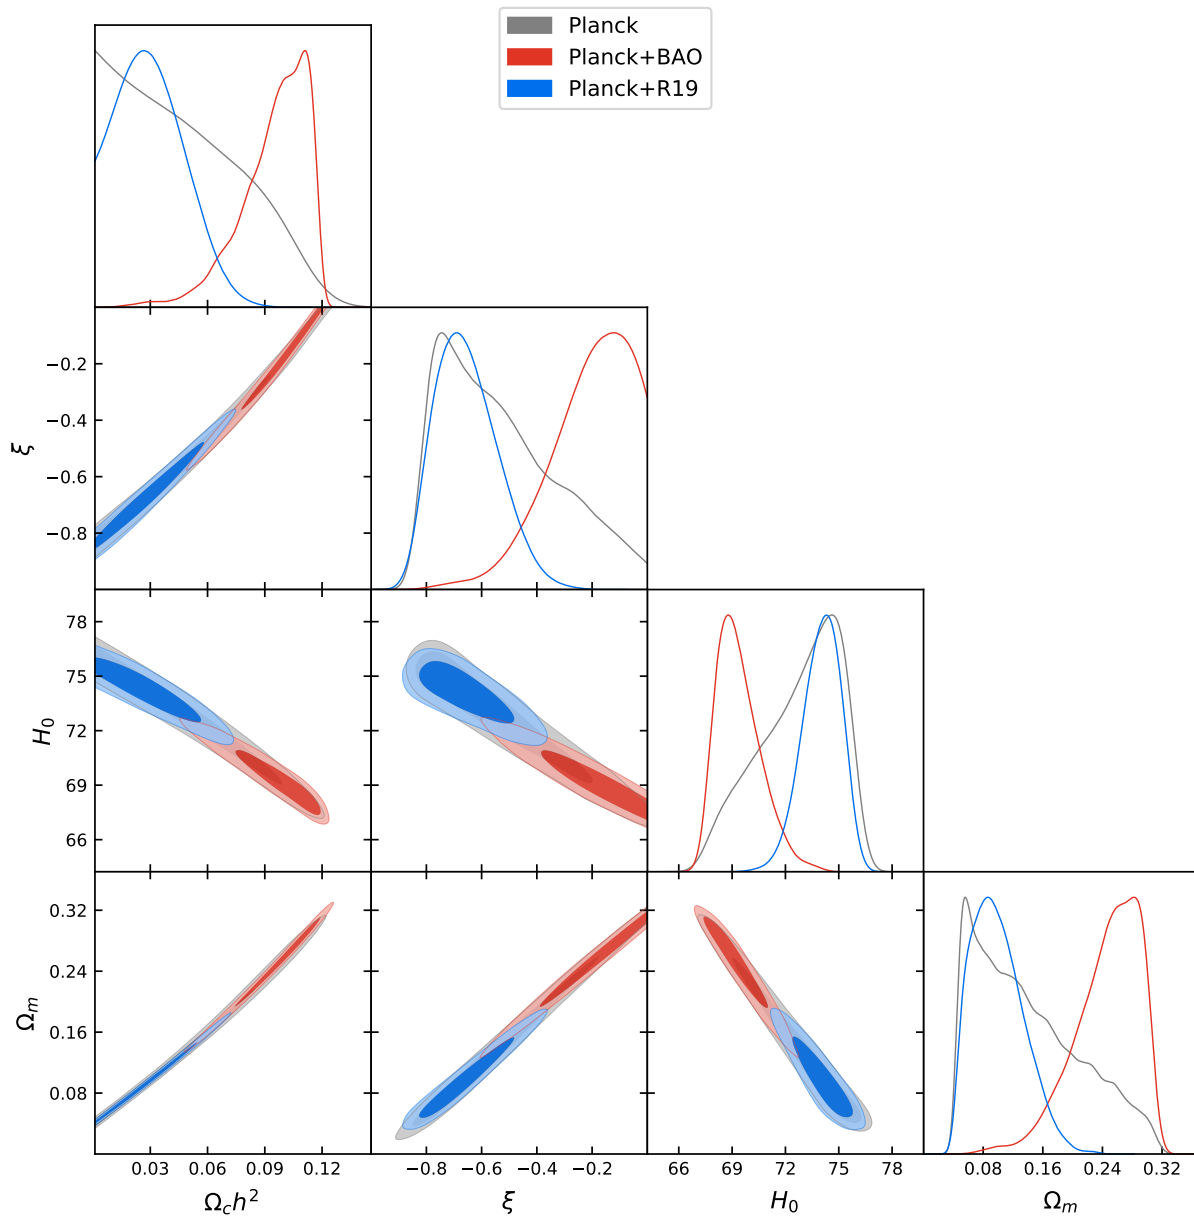 Planck
Planck+BAO
Planck+R19
−0.2
−0.4
−0.6
−0.8
ξ
78
75
72
69
66
H₀
0.32
0.24
0.16
0.08
Ωₘ
0.03 0.06 0.09 0.12
−0.8 −0.6 −0.4 −0.2
66 69 72 75 78
0.08 0.16 0.24 0.32
Ω_c h²
ξ
H₀
Ωₘ